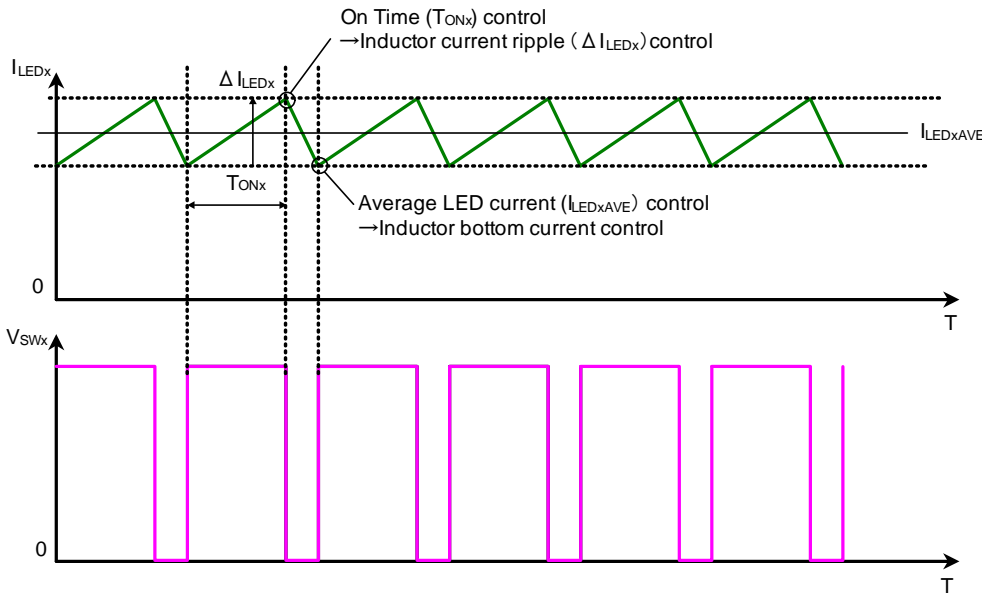 On Time (TONx) control
→Inductor current ripple (ΔILEDx) control
ILEDx
ΔILEDx
ILEDxAVE
TONx
Average LED current (ILEDxAVE) control
→Inductor bottom current control
0
T
VSWx
0
T